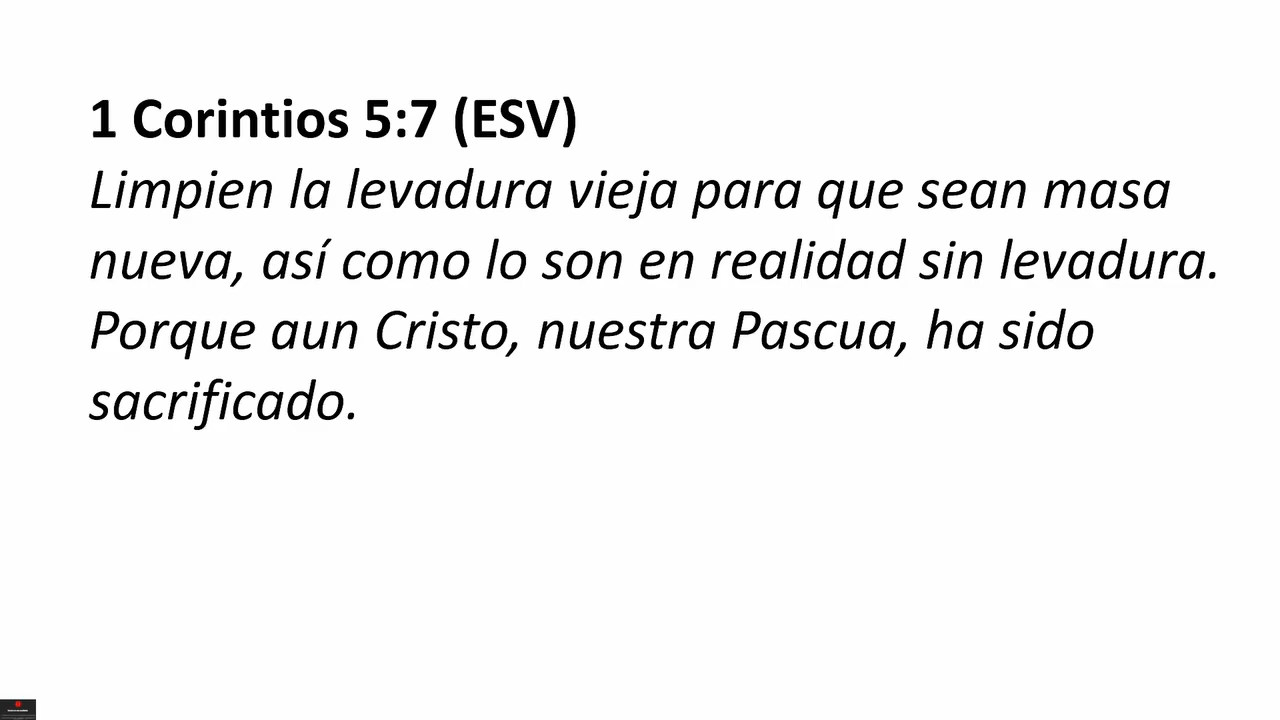 1 Corintios 5:7 (ESV)
Limpien la levadura vieja para que sean masa
nueva, así como lo son en realidad sin levadura.
Porque aun Cristo, nuestra Pascua, ha sido
sacrificado.